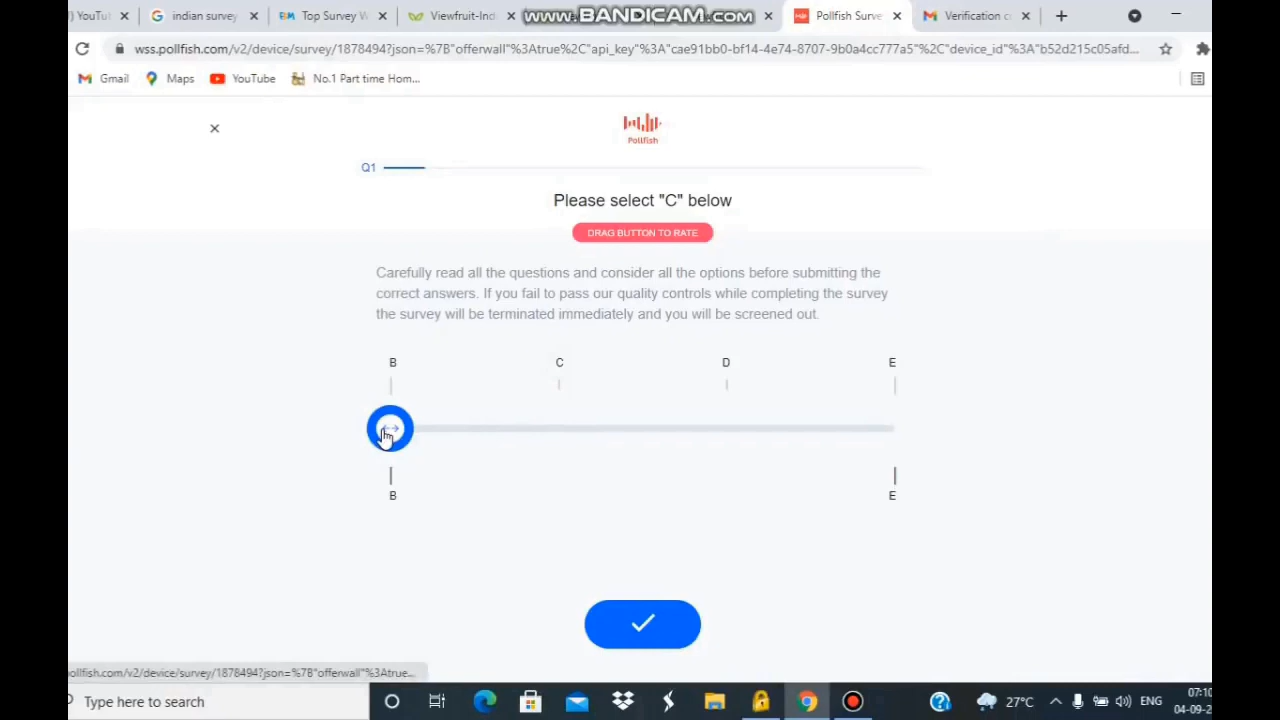 ) YouTu
indian survey
Top Survey W
Viewfruit-Ind
www.BANDICAM.com
Pollfish Surve
Verification c
wss.pollfish.com/v2/device/survey/1878494?json=%7B"offerwall"%3Atrue%2C"api_key"%3A"cae91bb0-bf14-4e74-8707-9b0a4cc777a5"%2C"device_id"%3A"b52d215c05afd...
Gmail
Maps
YouTube
No.1 Part time Hom...
Pollfish
Q1
Please select "C" below
DRAG BUTTON TO RATE
Carefully read all the questions and consider all the options before submitting the
correct answers. If you fail to pass our quality controls while completing the survey
the survey will be terminated immediately and you will be screened out.
B C D E
B E
ollfish.com/v2/device/survey/1878494?json=%7B"offerwall"%3Atrue...
Type here to search
27°C
ENG
07:10
04-09-2